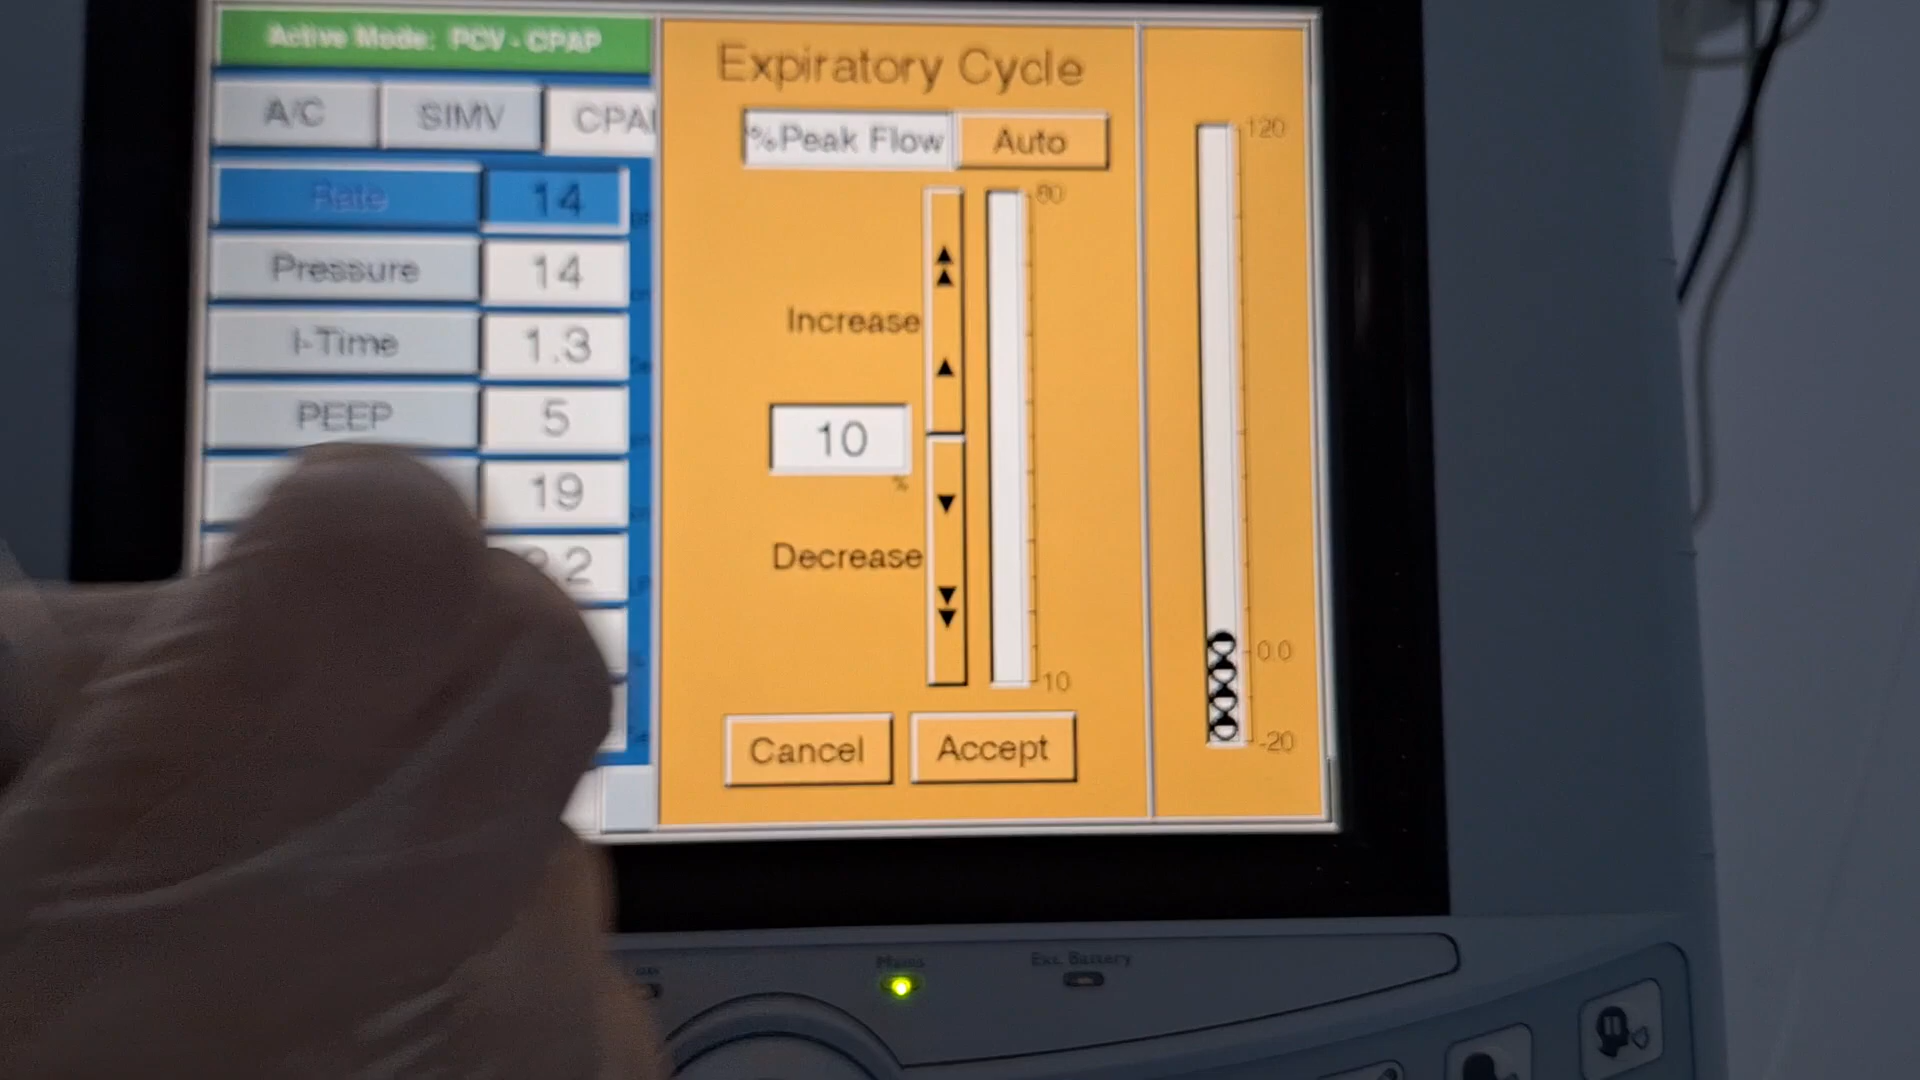 Active Mode: PCV - CPAP
A/C
SIMV
CPA
Rate 14
Pressure 14
I-Time 1.3
PEEP 5
19
.2
Expiratory Cycle
%Peak Flow
Auto
80
Increase
10
%
Decrease
10
Cancel
Accept
120
0.0
-20
Mains
Ext. Battery